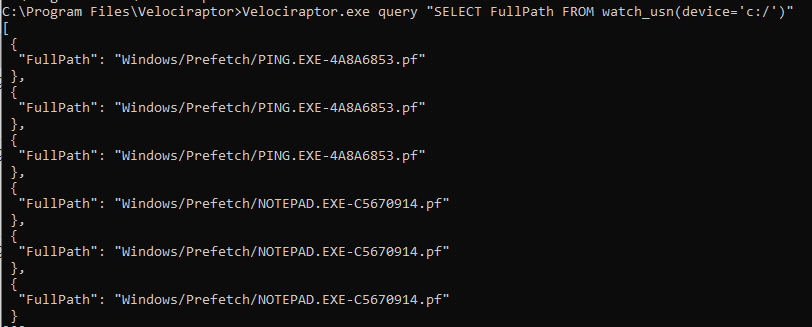 C:\Program Files\Velociraptor>Velociraptor.exe query "SELECT FullPath FROM watch_usn(device='c:/')"
[
 {
  "FullPath": "Windows/Prefetch/PING.EXE-4A8A6853.pf"
 },
 {
  "FullPath": "Windows/Prefetch/PING.EXE-4A8A6853.pf"
 },
 {
  "FullPath": "Windows/Prefetch/PING.EXE-4A8A6853.pf"
 },
 {
  "FullPath": "Windows/Prefetch/NOTEPAD.EXE-C5670914.pf"
 },
 {
  "FullPath": "Windows/Prefetch/NOTEPAD.EXE-C5670914.pf"
 },
 {
  "FullPath": "Windows/Prefetch/NOTEPAD.EXE-C5670914.pf"
 }